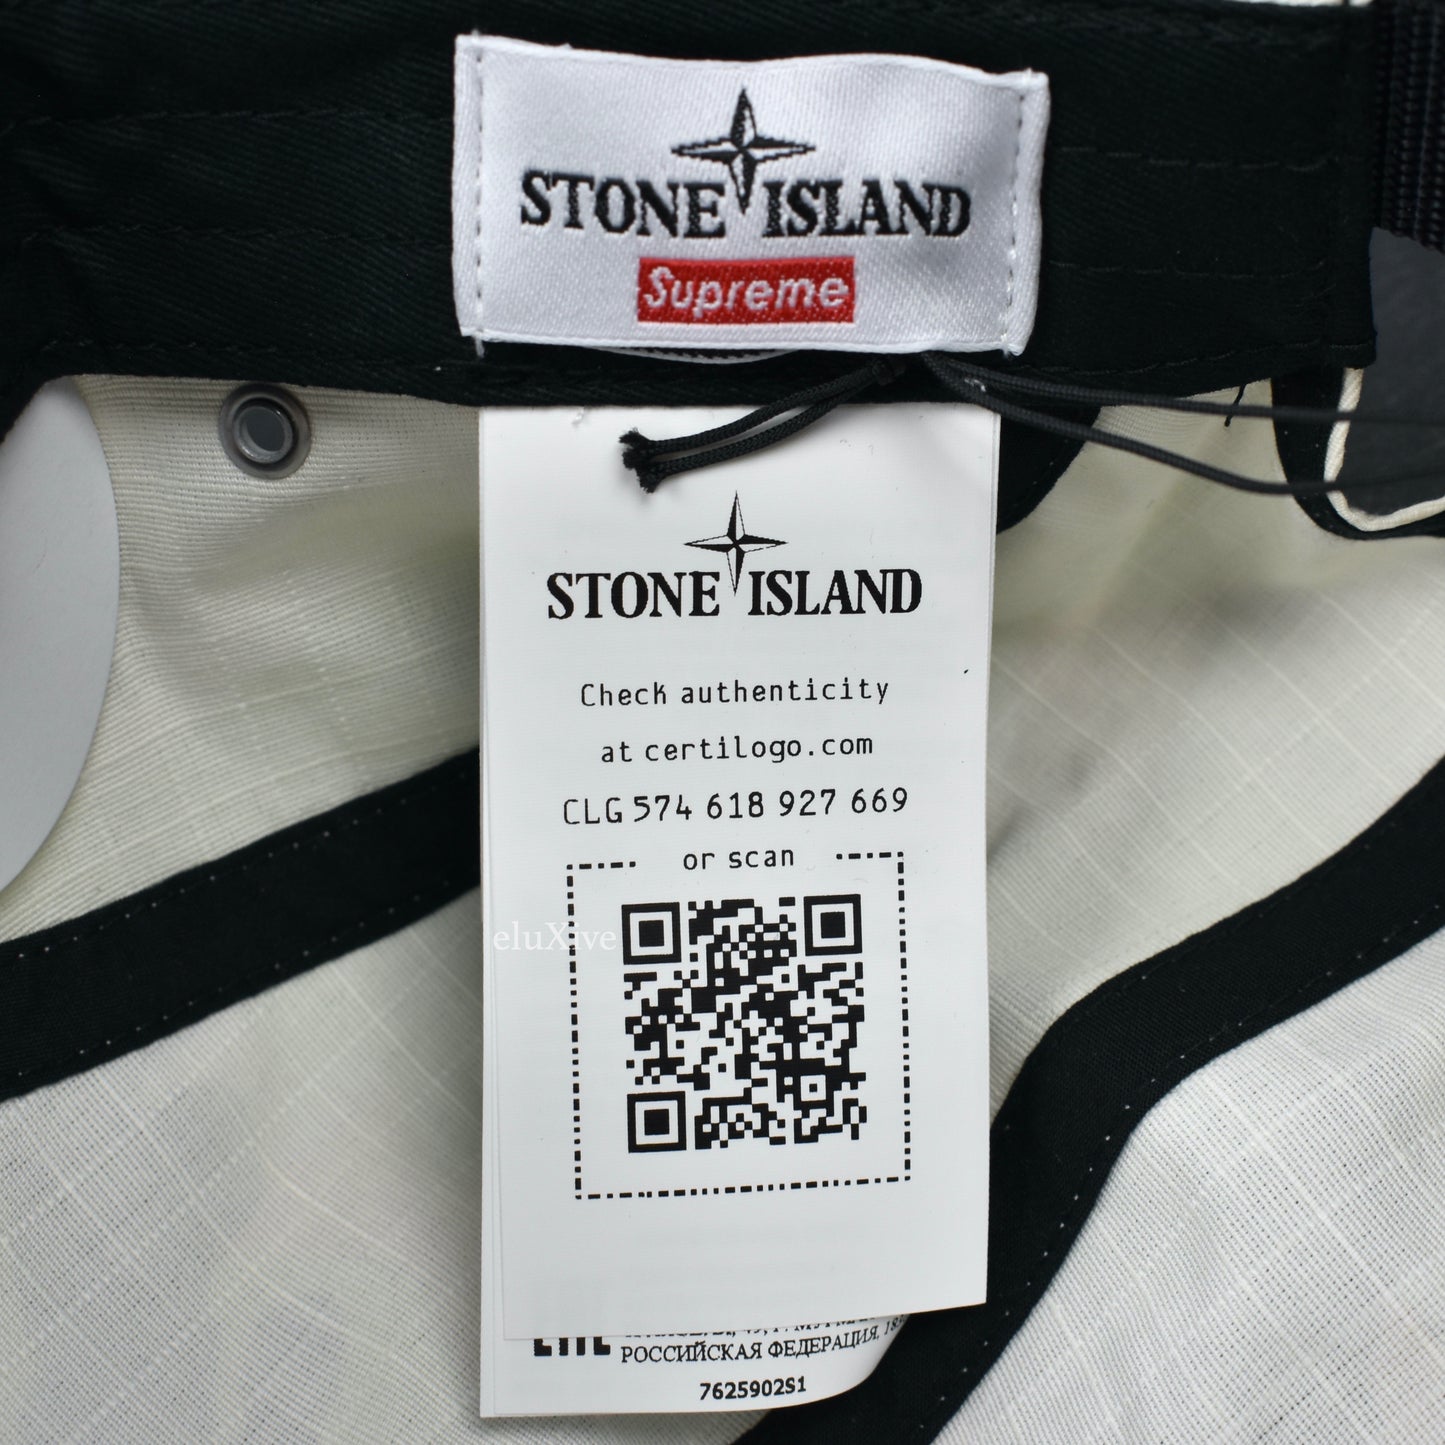 STONE ISLAND
Supreme
STONE ISLAND
Check authenticity
at certilogo.com
CLG 574 618 927 669
or scan
eluXive
РОССИЙСКАЯ ФЕДЕРАЦИЯ,
7625902S1